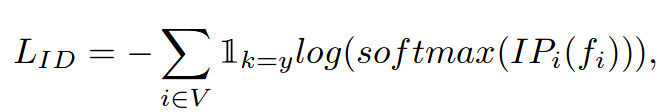 L_{ID} = -\sum_{i \in V} \mathbb{1}_{k=y} log(softmax(IP_i(f_i))),